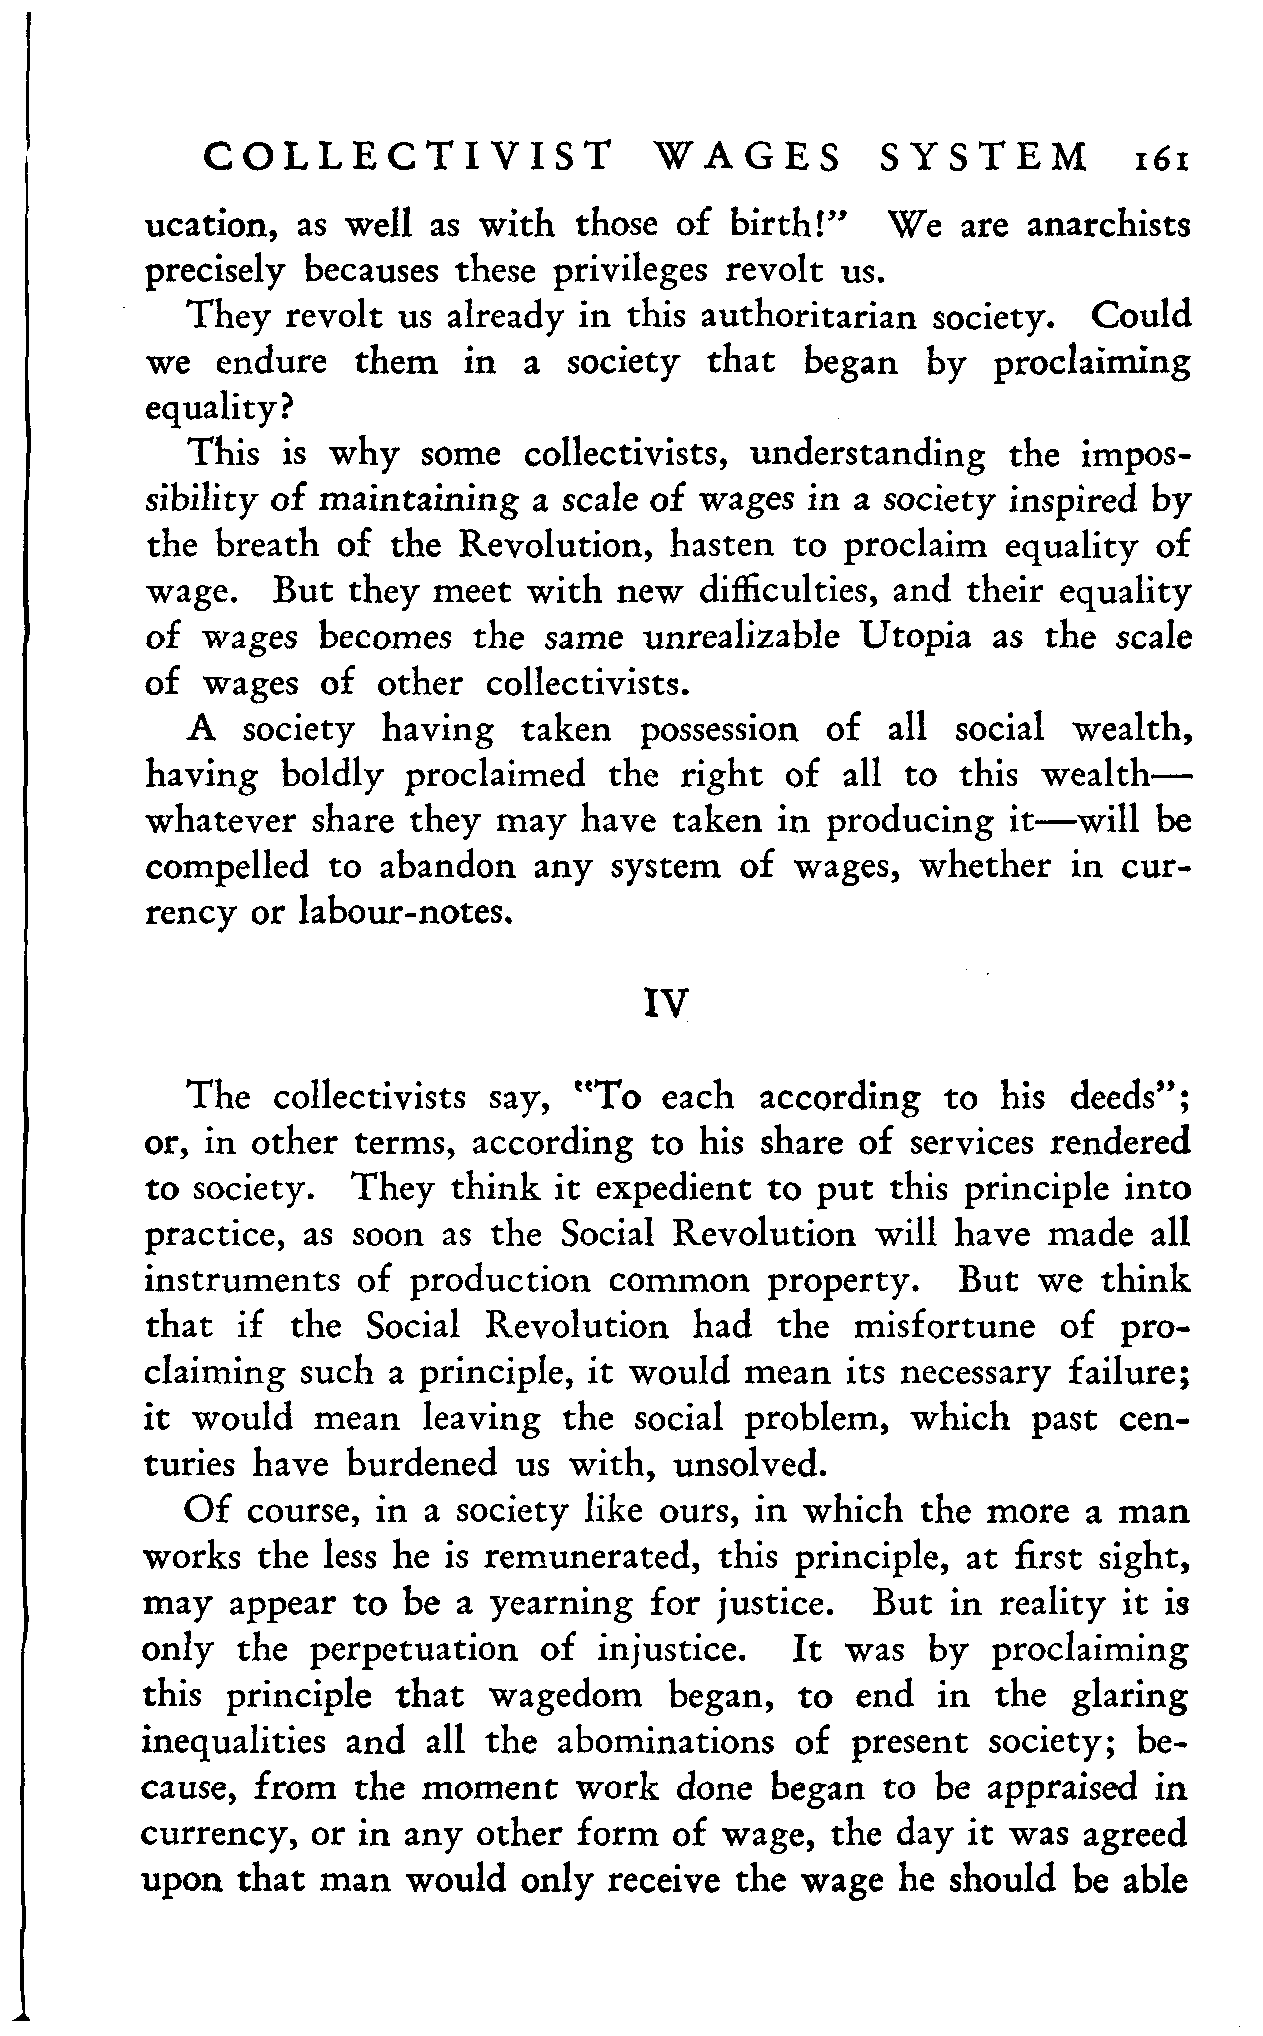 COLLECTIVIST WAGES SYSTEM 161
ucation, as well as with those of birth!” We are anarchists
precisely becauses these privileges revolt us.
They revolt us already in this authoritarian society. Could
we endure them in a society that began by proclaiming
equality?
This is why some collectivists, understanding the impos-
sibility of maintaining a scale of wages in a society inspired by
the breath of the Revolution, hasten to proclaim equality of
wage. But they meet with new difficulties, and their equality
of wages becomes the same unrealizable Utopia as the scale
of wages of other collectivists.
A society having taken possession of all social wealth,
having boldly proclaimed the right of all to this wealth—
whatever share they may have taken in producing it—will be
compelled to abandon any system of wages, whether in cur-
rency or labour-notes.
IV
The collectivists say, “To each according to his deeds”;
or, in other terms, according to his share of services rendered
to society. They think it expedient to put this principle into
practice, as soon as the Social Revolution will have made all
instruments of production common property. But we think
that if the Social Revolution had the misfortune of pro-
claiming such a principle, it would mean its necessary failure;
it would mean leaving the social problem, which past cen-
turies have burdened us with, unsolved.
Of course, in a society like ours, in which the more a man
works the less he is remunerated, this principle, at first sight,
may appear to be a yearning for justice. But in reality it is
only the perpetuation of injustice. It was by proclaiming
this principle that wagedom began, to end in the glaring
inequalities and all the abominations of present society; be-
cause, from the moment work done began to be appraised in
currency, or in any other form of wage, the day it was agreed
upon that man would only receive the wage he should be able